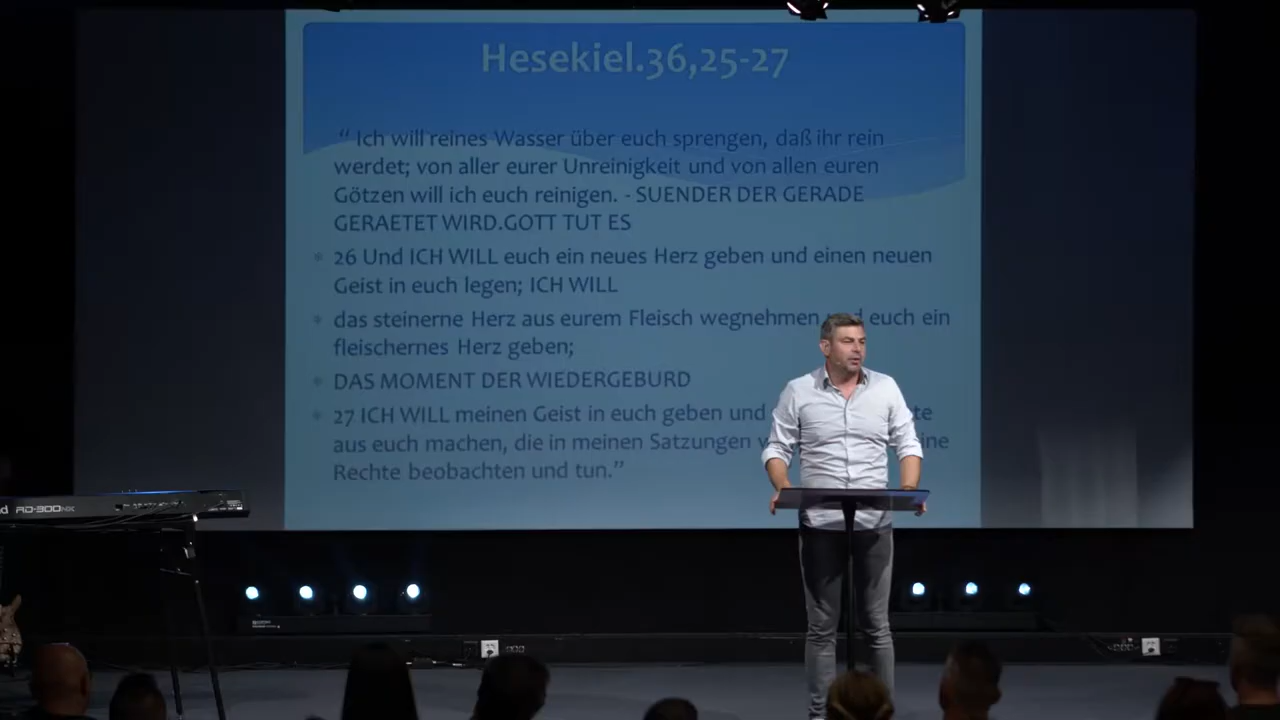 Hesekiel.36,25-27
“ Ich will reines Wasser über euch sprengen, daß ihr rein
werdet; von aller eurer Unreinigkeit und von allen euren
Götzen will ich euch reinigen. - SUENDER DER GERADE
GERAETET WIRD.GOTT TUT ES
26 Und ICH WILL euch ein neues Herz geben und einen neuen
Geist in euch legen; ICH WILL
das steinerne Herz aus eurem Fleisch wegnehmen und euch ein
fleischernes Herz geben;
DAS MOMENT DER WIEDERGEBURD
27 ICH WILL meinen Geist in euch geben und
aus euch machen, die in meinen Satzungen
Rechte beobachten und tun.”
RD-300NX